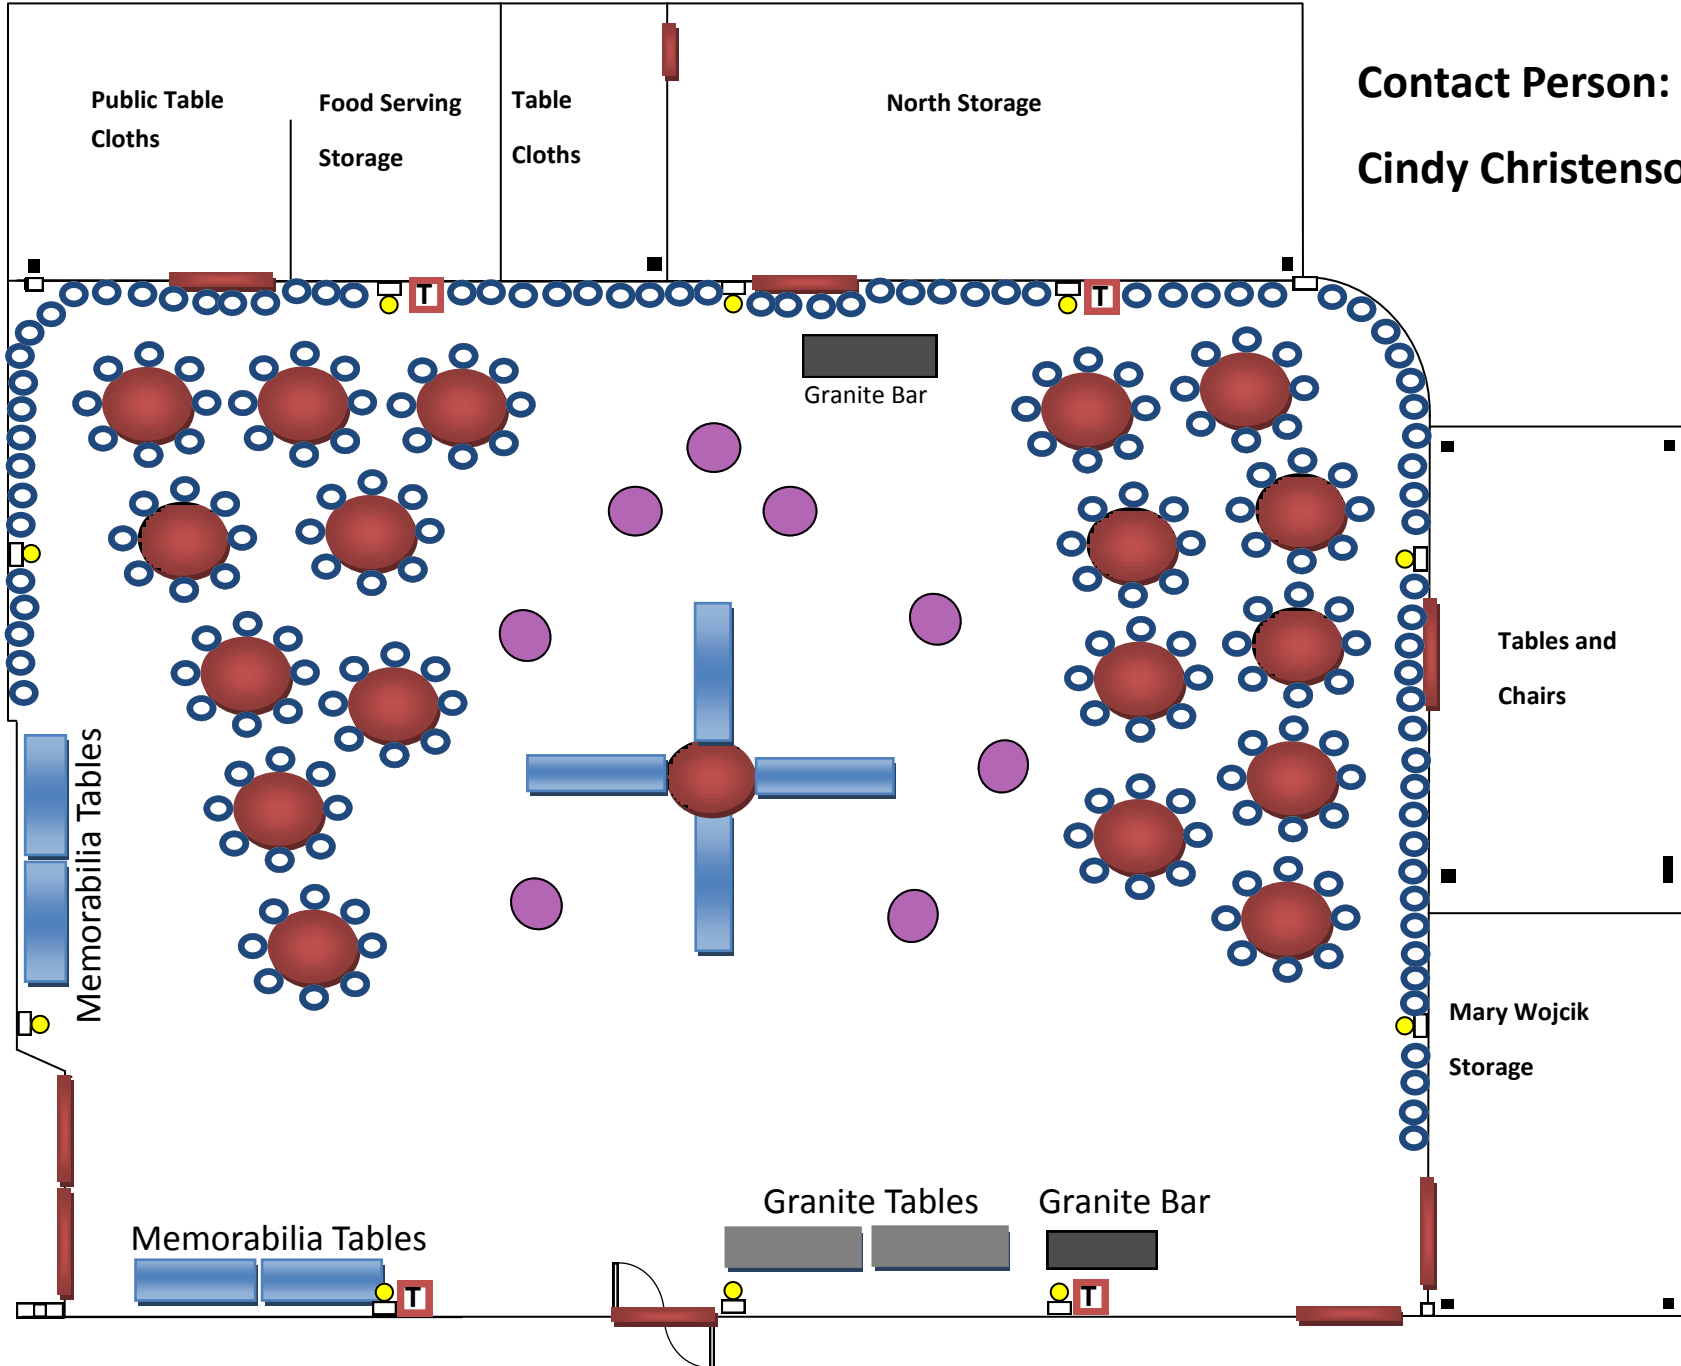 Public Table
Cloths
Food Serving
Storage
Table
Cloths
North Storage
Contact Person:
Cindy
T
T
Granite Bar
Tables and
Chairs
Memorabilia Tables
Mary Wojcik
Storage
Granite Tables
Granite Bar
Memorabilia Tables
T
T